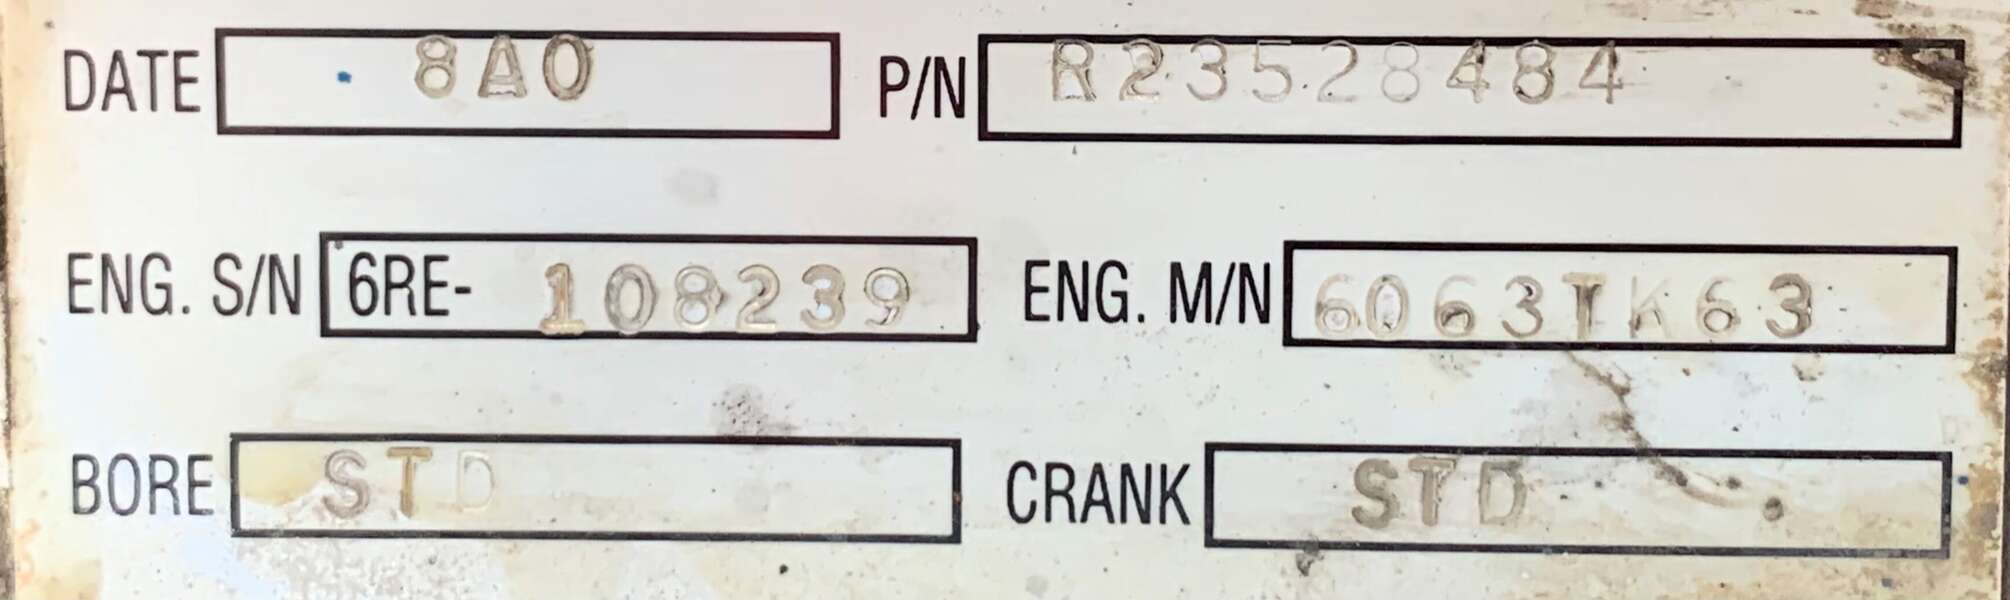 DATE 8A0 P/N R23528484
ENG. S/N 6RE- 108239 ENG. M/N 6063TK63
BORE STD CRANK STD